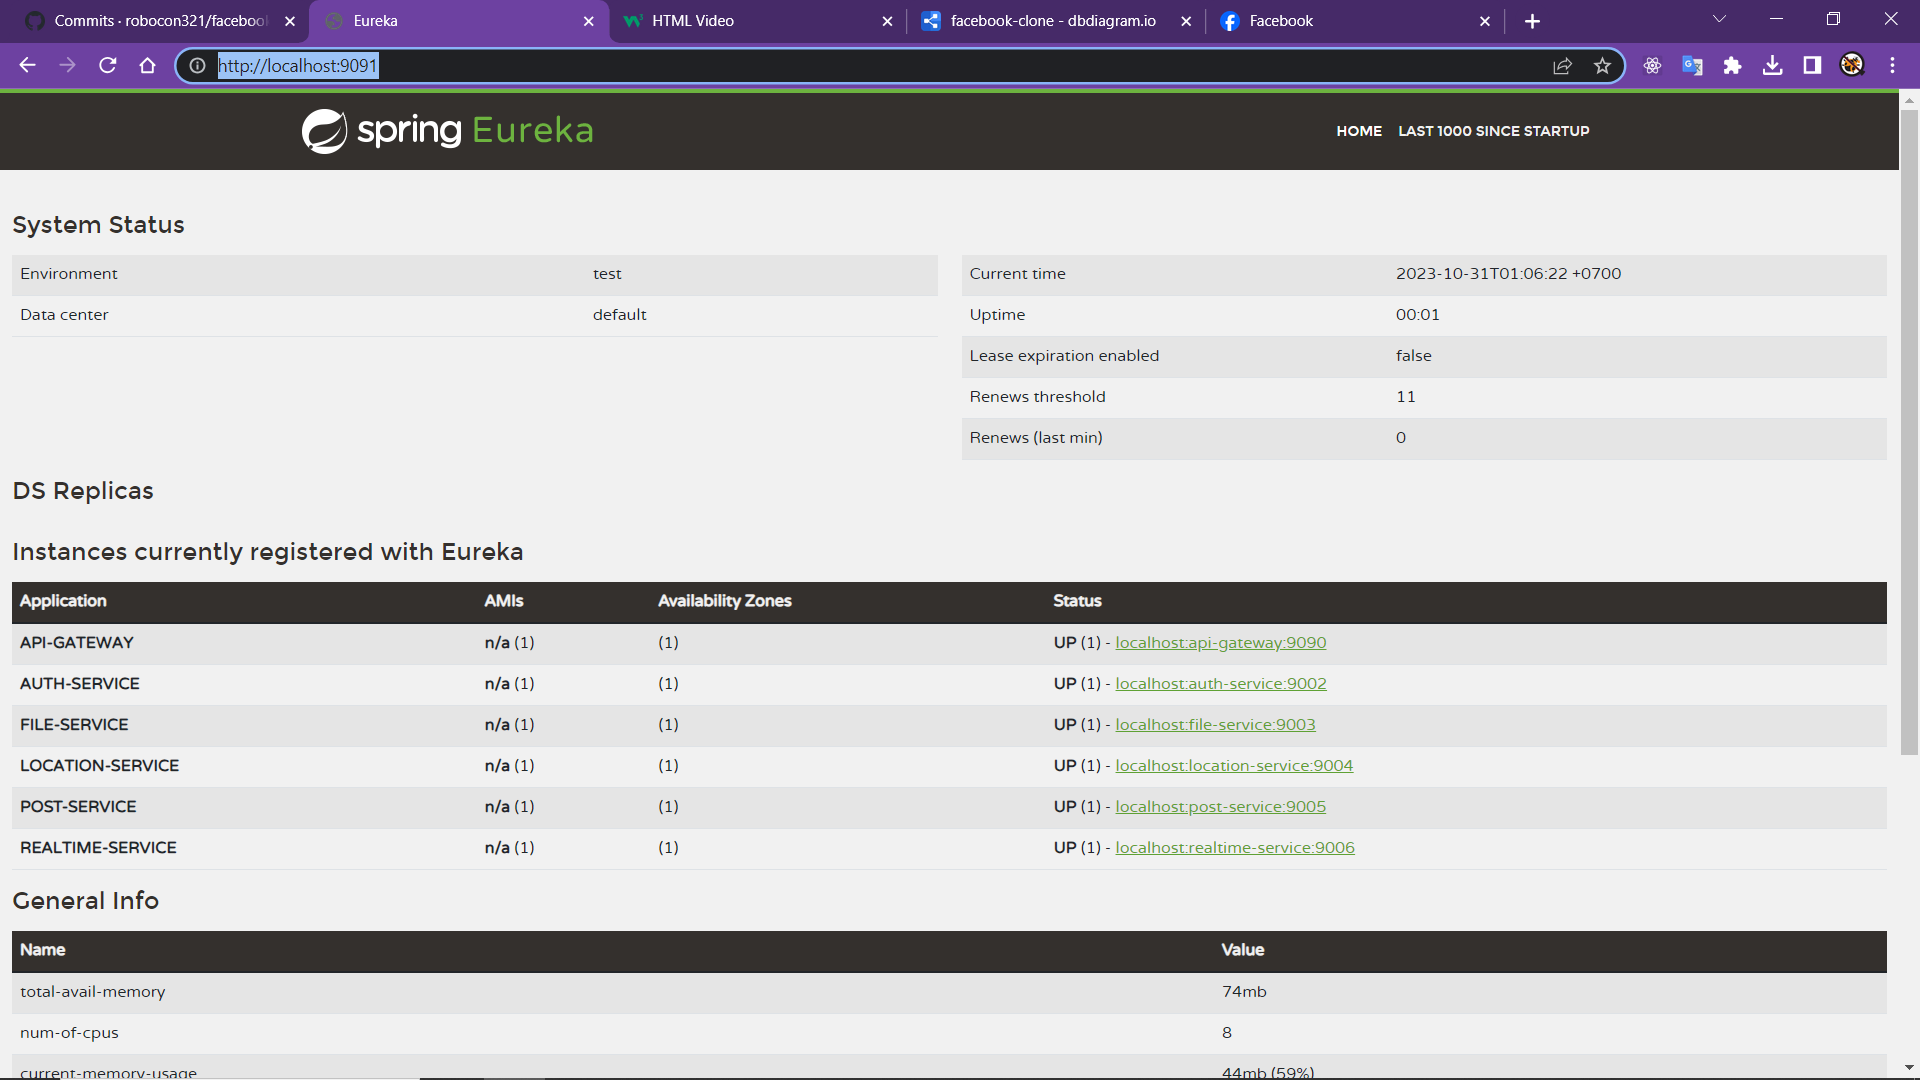 Commits · robocon321/faceboo
Eureka
HTML Video
facebook-clone - dbdiagram.io
Facebook
http://localhost:9091
spring Eureka
HOME LAST 1000 SINCE STARTUP
System Status
Environment test
Data center default
Current time 2023-10-31T01:06:22 +0700
Uptime 00:01
Lease expiration enabled false
Renews threshold 11
Renews (last min) 0
DS Replicas
Instances currently registered with Eureka
Application AMIs Availability Zones Status
API-GATEWAY n/a (1) (1) UP (1) - localhost:api-gateway:9090
AUTH-SERVICE n/a (1) (1) UP (1) - localhost:auth-service:9002
FILE-SERVICE n/a (1) (1) UP (1) - localhost:file-service:9003
LOCATION-SERVICE n/a (1) (1) UP (1) - localhost:location-service:9004
POST-SERVICE n/a (1) (1) UP (1) - localhost:post-service:9005
REALTIME-SERVICE n/a (1) (1) UP (1) - localhost:realtime-service:9006
General Info
Name Value
total-avail-memory 74mb
num-of-cpus 8
current-memory-usage 44mb (59%)